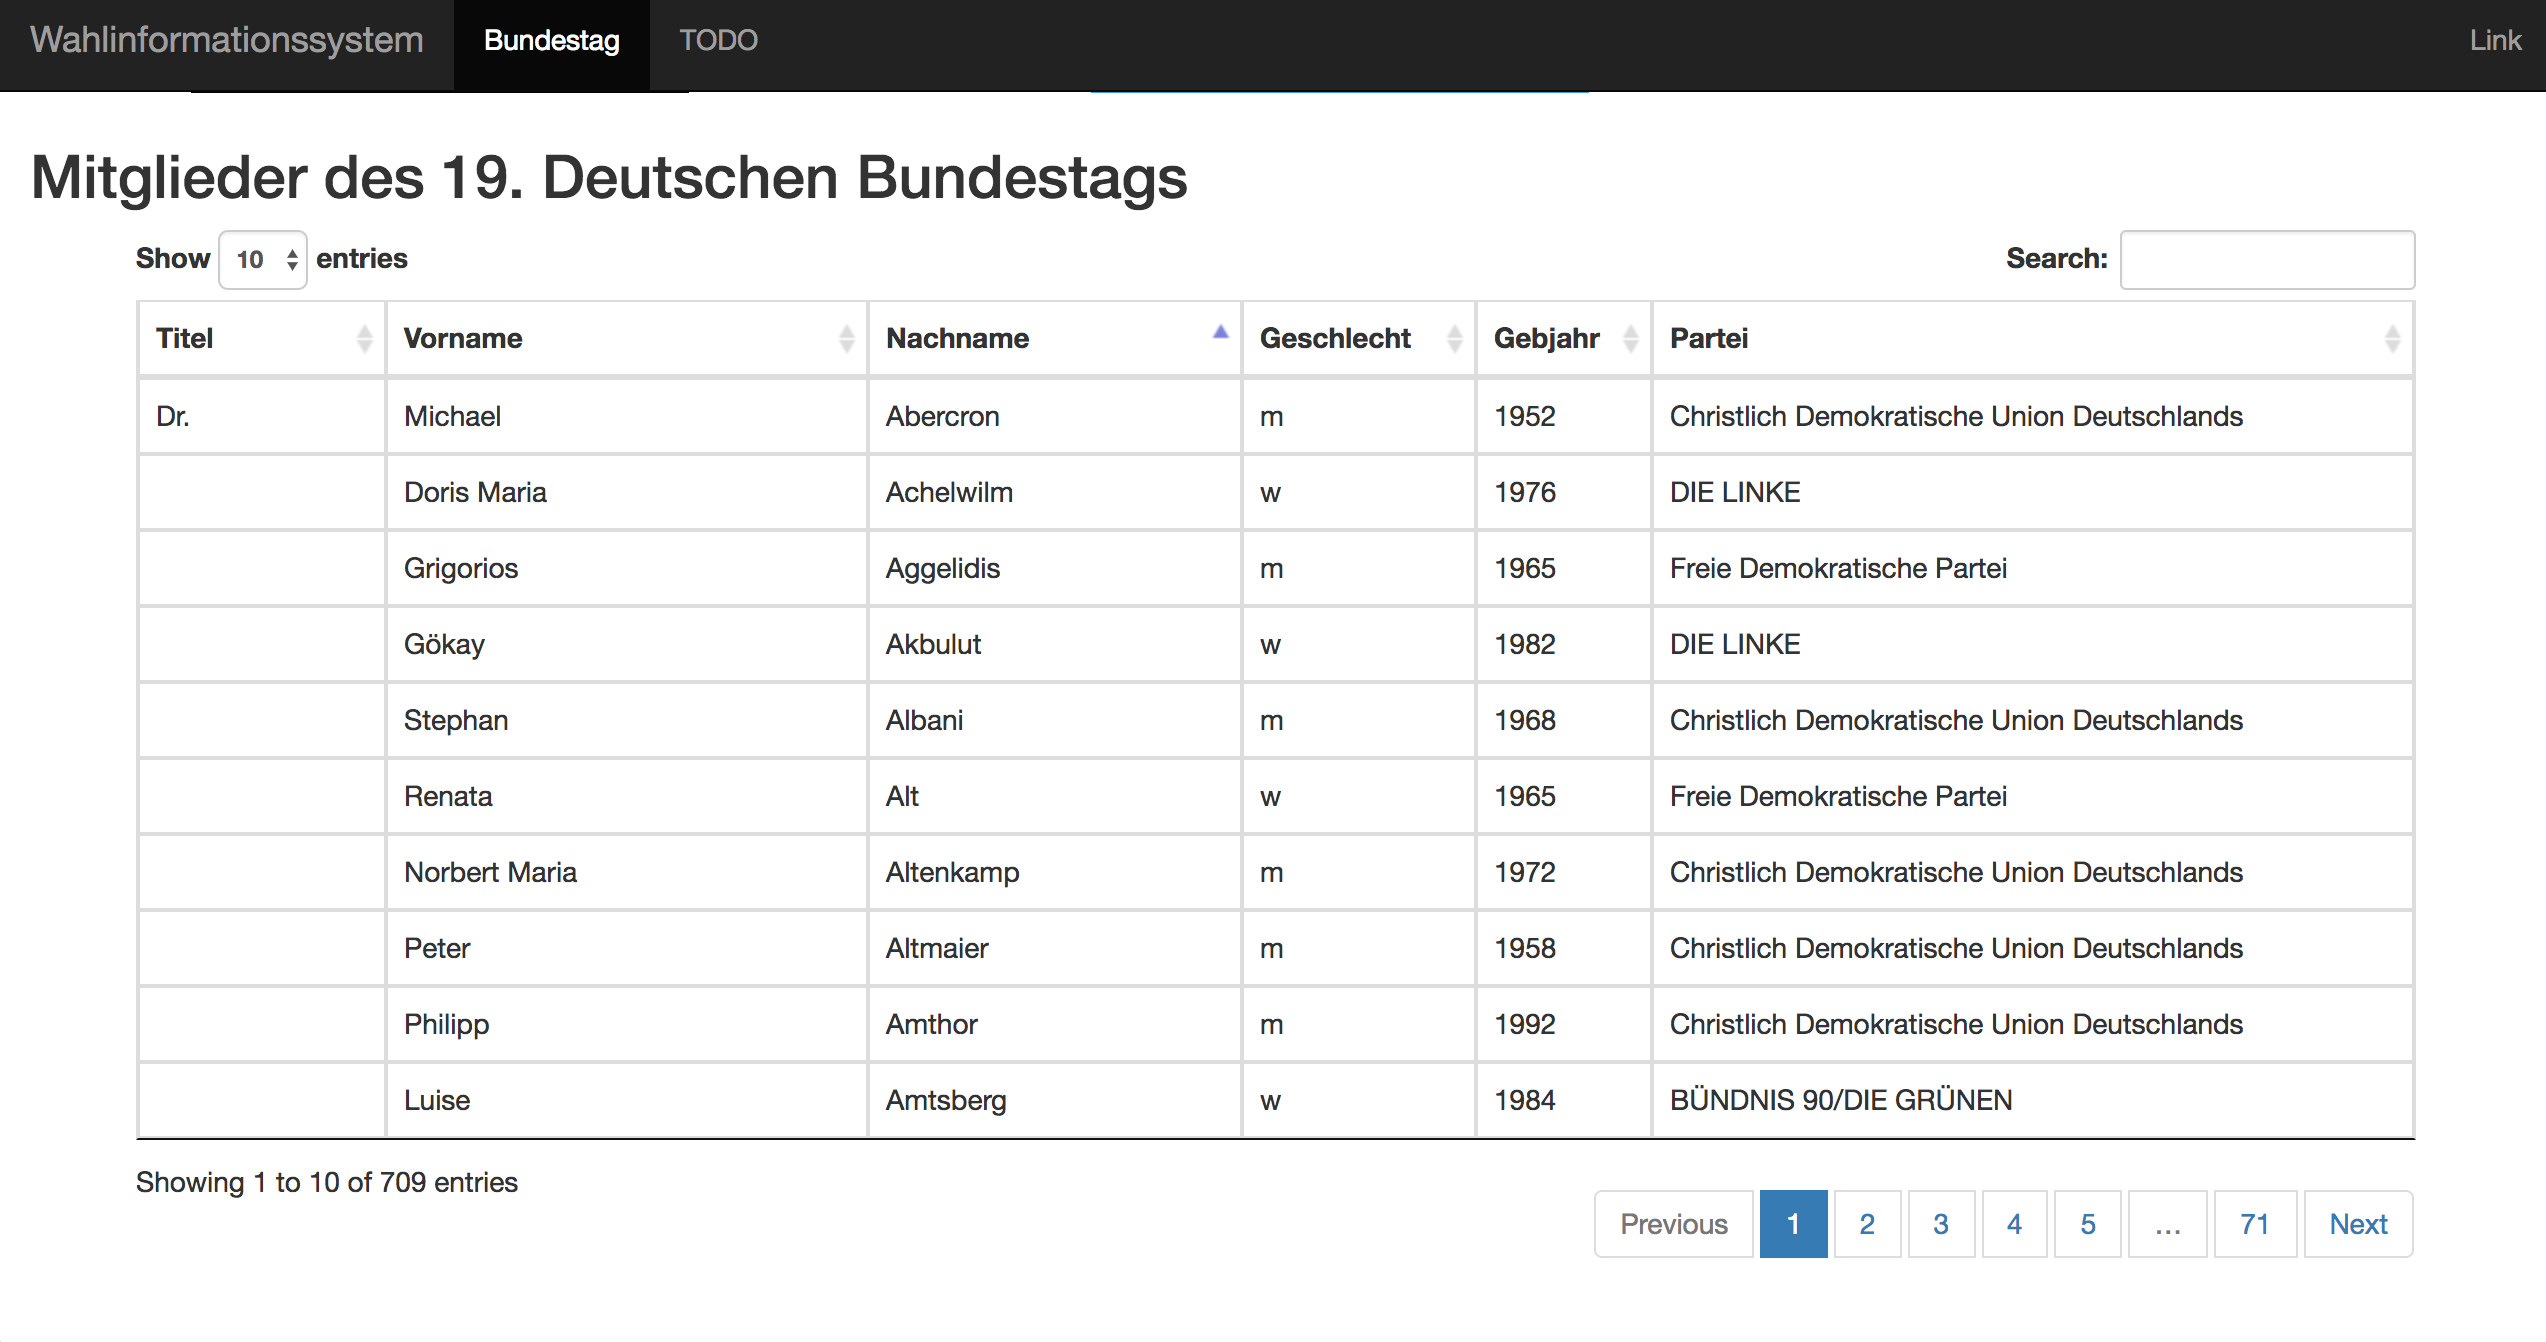 Wahlinformationssystem Bundestag TODO Link
Mitglieder des 19. Deutschen Bundestags
Show 10 entries Search:
Titel Vorname Nachname Geschlecht Gebjahr Partei
Dr. Michael Abercron m 1952 Christlich Demokratische Union Deutschlands
Doris Maria Achelwilm w 1976 DIE LINKE
Grigorios Aggelidis m 1965 Freie Demokratische Partei
Gökay Akbulut w 1982 DIE LINKE
Stephan Albani m 1968 Christlich Demokratische Union Deutschlands
Renata Alt w 1965 Freie Demokratische Partei
Norbert Maria Altenkamp m 1972 Christlich Demokratische Union Deutschlands
Peter Altmaier m 1958 Christlich Demokratische Union Deutschlands
Philipp Amthor m 1992 Christlich Demokratische Union Deutschlands
Luise Amtsberg w 1984 BÜNDNIS 90/DIE GRÜNEN
Showing 1 to 10 of 709 entries
Previous 1 2 3 4 5 ... 71 Next